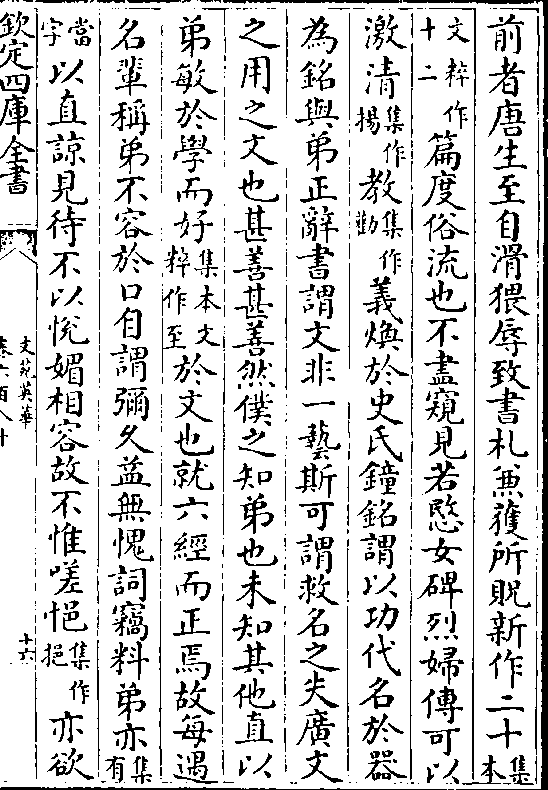 前者唐生至自滑猥辱致書札兼獲所貺新作二十集本
文粹作十二篇度俗流也不盡窺見若愍女碑烈婦傳可以
激清集作揚教集作勸義煥於史氏鐘銘謂以功代名於器
為銘與弟正辭書謂文非一藝斯可謂救名之失廣文
之用之文也甚善甚善然僕之知弟也未知其他直以
弟敏於學而好集本文粹作至於文也就六經而正焉故每遇
名輩稱弟不容於口自謂彌久益無愧詞竊料弟亦集有
當字以直諒見待不以悅媚相容故不惟嗟悒集作挹亦欲
欽定四庫全書
文苑英華
卷六百八十
十六